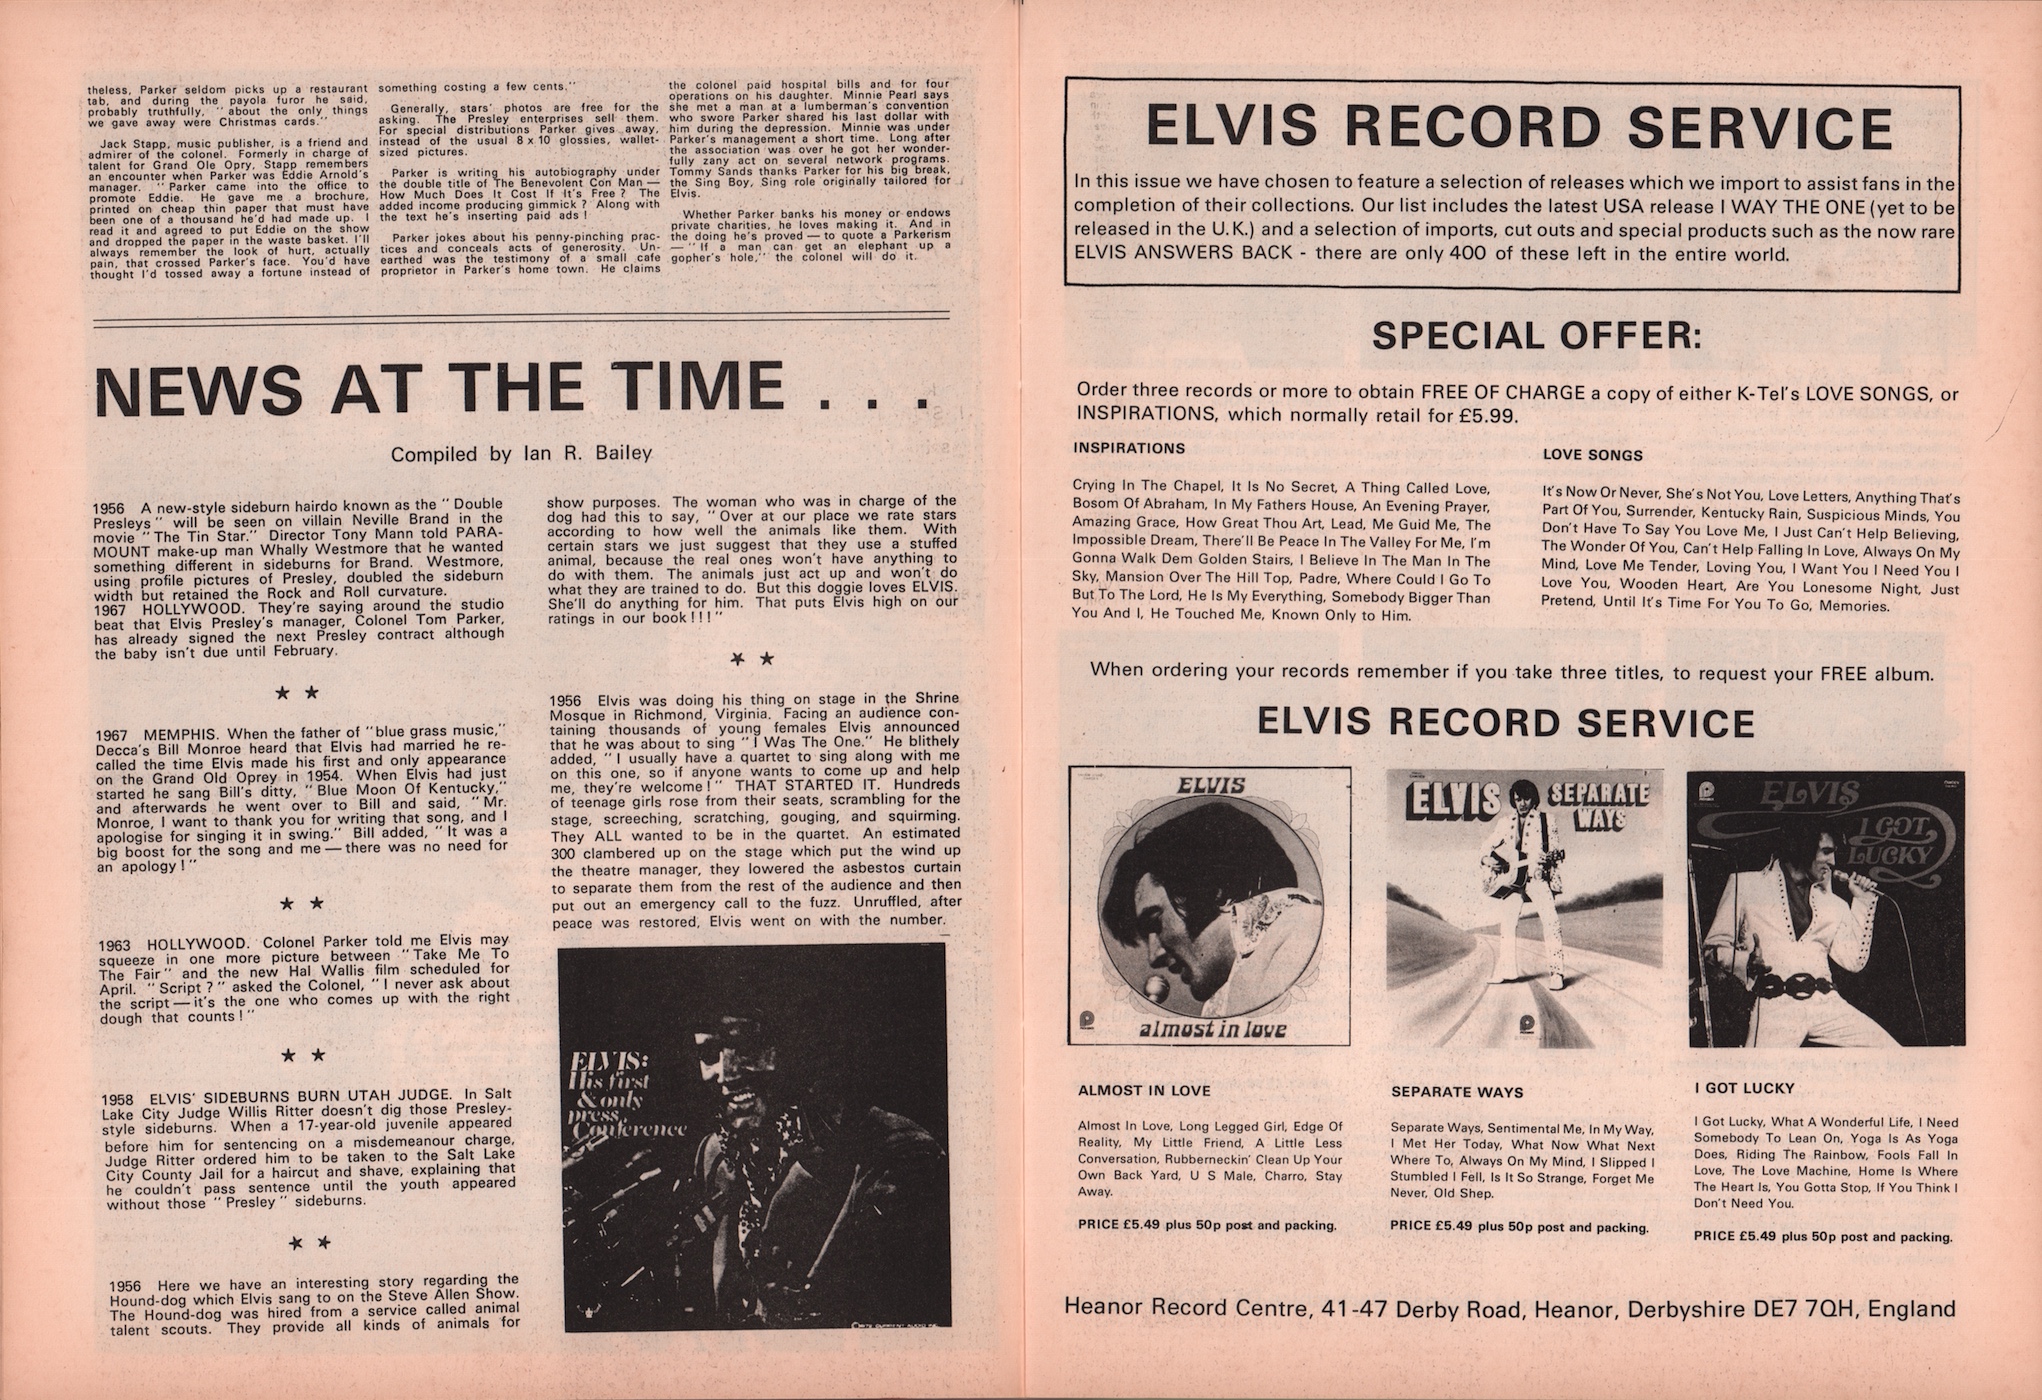 theless, Parker seldom picks up a restaurant
tab, and during the payola furor he said,
probably truthfully, " about the only things
we gave away were Christmas cards."
Jack Stapp, music publisher, is a friend and
admirer of the colonel. Formerly in charge of
talent for Grand Ole Opry, Stapp remembers
an encounter when Parker was Eddie Arnold's
manager. " Parker came into the office to
promote Eddie. He gave me a brochure,
printed on cheap thin paper that must have
been one of a thousand he'd had made up. I
read it and agreed to put Eddie on the show
and dropped the paper in the waste basket. I'll
always remember the look of hurt, actually
pain, that crossed Parker's face. You'd have
thought I'd tossed away a fortune instead of
something costing a few cents."
Generally, stars' photos are free for the
asking. The Presley enterprises sell them.
For special distributions Parker gives away,
instead of the usual 8 x 10 glossies, wallet-
sized pictures.
Parker is writing his autobiography under
the double title of The Benevolent Con Man —
How Much Does It Cost If It's Free ? The
added income producing gimmick ? Along with
the text he's inserting paid ads !
Parker jokes about his penny-pinching prac-
tices and conceals acts of generosity. Un-
earthed was the testimony of a small cafe
proprietor in Parker's home town. He claims
the colonel paid hospital bills and for four
operations on his daughter. Minnie Pearl says
she met a man at a lumberman's convention
who swore Parker shared his last dollar with
him during the depression. Minnie was under
Parker's management a short time. Long after
the association was over he got her wonder-
fully zany act on several network programs.
Tommy Sands thanks Parker for his big break,
the Sing Boy, Sing role originally tailored for
Elvis.
Whether Parker banks his money or endows
private charities, he loves making it. And in
the doing he's proved — to quote a Parkerism
— " If a man can get an elephant up a
gopher's hole," the colonel will do it.
NEWS AT THE TIME . . .
Compiled by Ian R. Bailey
1956 A new-style sideburn hairdo known as the " Double
Presleys " will be seen on villain Neville Brand in the
movie " The Tin Star." Director Tony Mann told PARA-
MOUNT make-up man Whally Westmore that he wanted
something different in sideburns for Brand. Westmore,
using profile pictures of Presley, doubled the sideburn
width but retained the Rock and Roll curvature.
1967 HOLLYWOOD. They're saying around the studio
beat that Elvis Presley's manager, Colonel Tom Parker,
has already signed the next Presley contract although
the baby isn't due until February.
★ ★
1967 MEMPHIS. When the father of " blue grass music,"
Decca's Bill Monroe heard that Elvis had married he re-
called the time Elvis made his first and only appearance
on the Grand Old Oprey in 1954. When Elvis had just
started he sang Bill's ditty, " Blue Moon Of Kentucky,"
and afterwards he went over to Bill and said, " Mr.
Monroe, I want to thank you for writing that song, and I
apologise for singing it in swing." Bill added, " It was a
big boost for the song and me — there was no need for
an apology ! "
★ ★
1963 HOLLYWOOD. Colonel Parker told me Elvis may
squeeze in one more picture between " Take Me To
The Fair " and the new Hal Wallis film scheduled for
April. " Script ? " asked the Colonel, " I never ask about
the script — it's the one who comes up with the right
dough that counts ! "
★ ★
1958 ELVIS' SIDEBURNS BURN UTAH JUDGE. In Salt
Lake City Judge Willis Ritter doesn't dig those Presley-
style sideburns. When a 17-year-old juvenile appeared
before him for sentencing on a misdemeanour charge,
Judge Ritter ordered him to be taken to the Salt Lake
City County Jail for a haircut and shave, explaining that
he couldn't pass sentence until the youth appeared
without those " Presley " sideburns.
★ ★
1956 Here we have an interesting story regarding the
Hound-dog which Elvis sang to on the Steve Allen Show.
The Hound-dog was hired from a service called animal
talent scouts. They provide all kinds of animals for
show purposes. The woman who was in charge of the
dog had this to say, " Over at our place we rate stars
according to how well the animals like them. With
certain stars we just suggest that they use a stuffed
animal, because the real ones won't have anything to
do with them. The animals just act up and won't do
what they are trained to do. But this doggie loves ELVIS.
She'll do anything for him. That puts Elvis high on our
ratings in our book ! ! ! "
★ ★
1956 Elvis was doing his thing on stage in the Shrine
Mosque in Richmond, Virginia. Facing an audience con-
taining thousands of young females Elvis announced
that he was about to sing " I Was The One." He blithely
added, " I usually have a quartet to sing along with me
on this one, so if anyone wants to come up and help
me, they're welcome ! " THAT STARTED IT. Hundreds
of teenage girls rose from their seats, scrambling for the
stage, screeching, scratching, gouging, and squirming.
They ALL wanted to be in the quartet. An estimated
300 clambered up on the stage which put the wind up
the theatre manager, they lowered the asbestos curtain
to separate them from the rest of the audience and then
put out an emergency call to the fuzz. Unruffled, after
peace was restored, Elvis went on with the number.
ELVIS:
His first
& only
press
Conference
ELVIS RECORD SERVICE
In this issue we have chosen to feature a selection of releases which we import to assist fans in the
completion of their collections. Our list includes the latest USA release I WAY THE ONE (yet to be
released in the U.K.) and a selection of imports, cut outs and special products such as the now rare
ELVIS ANSWERS BACK - there are only 400 of these left in the entire world.
SPECIAL OFFER:
Order three records or more to obtain FREE OF CHARGE a copy of either K-Tel's LOVE SONGS, or
INSPIRATIONS, which normally retail for £5.99.
INSPIRATIONS
Crying In The Chapel, It Is No Secret, A Thing Called Love,
Bosom Of Abraham, In My Fathers House, An Evening Prayer,
Amazing Grace, How Great Thou Art, Lead, Me Guid Me, The
Impossible Dream, There'll Be Peace In The Valley For Me, I'm
Gonna Walk Dem Golden Stairs, I Believe In The Man In The
Sky, Mansion Over The Hill Top, Padre, Where Could I Go To
But To The Lord, He Is My Everything, Somebody Bigger Than
You And I, He Touched Me, Known Only to Him.
LOVE SONGS
It's Now Or Never, She's Not You, Love Letters, Anything That's
Part Of You, Surrender, Kentucky Rain, Suspicious Minds, You
Don't Have To Say You Love Me, I Just Can't Help Believing,
The Wonder Of You, Can't Help Falling In Love, Always On My
Mind, Love Me Tender, Loving You, I Want You I Need You I
Love You, Wooden Heart, Are You Lonesome Night, Just
Pretend, Until It's Time For You To Go, Memories.
When ordering your records remember if you take three titles, to request your FREE album.
ELVIS RECORD SERVICE
ELVIS
almost in love
ELVIS SEPARATE
WAYS
ELVIS
I GOT
LUCKY
ALMOST IN LOVE
Almost In Love, Long Legged Girl, Edge Of
Reality, My Little Friend, A Little Less
Conversation, Rubberneckin' Clean Up Your
Own Back Yard, U S Male, Charro, Stay
Away.
PRICE £5.49 plus 50p post and packing.
SEPARATE WAYS
Separate Ways, Sentimental Me, In My Way,
I Met Her Today, What Now What Next
Where To, Always On My Mind, I Slipped I
Stumbled I Fell, Is It So Strange, Forget Me
Never, Old Shep.
PRICE £5.49 plus 50p post and packing.
I GOT LUCKY
I Got Lucky, What A Wonderful Life, I Need
Somebody To Lean On, Yoga Is As Yoga
Does, Riding The Rainbow, Fools Fall In
Love, The Love Machine, Home Is Where
The Heart Is, You Gotta Stop, If You Think I
Don't Need You.
PRICE £5.49 plus 50p post and packing.
Heanor Record Centre, 41-47 Derby Road, Heanor, Derbyshire DE7 7QH, England